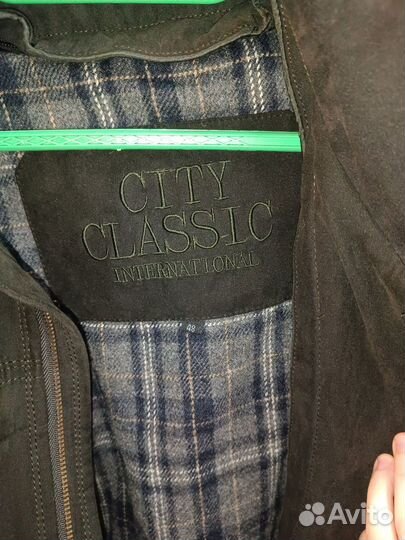 CITY
CLASSIC
INTERNATIONAL
48
Avito